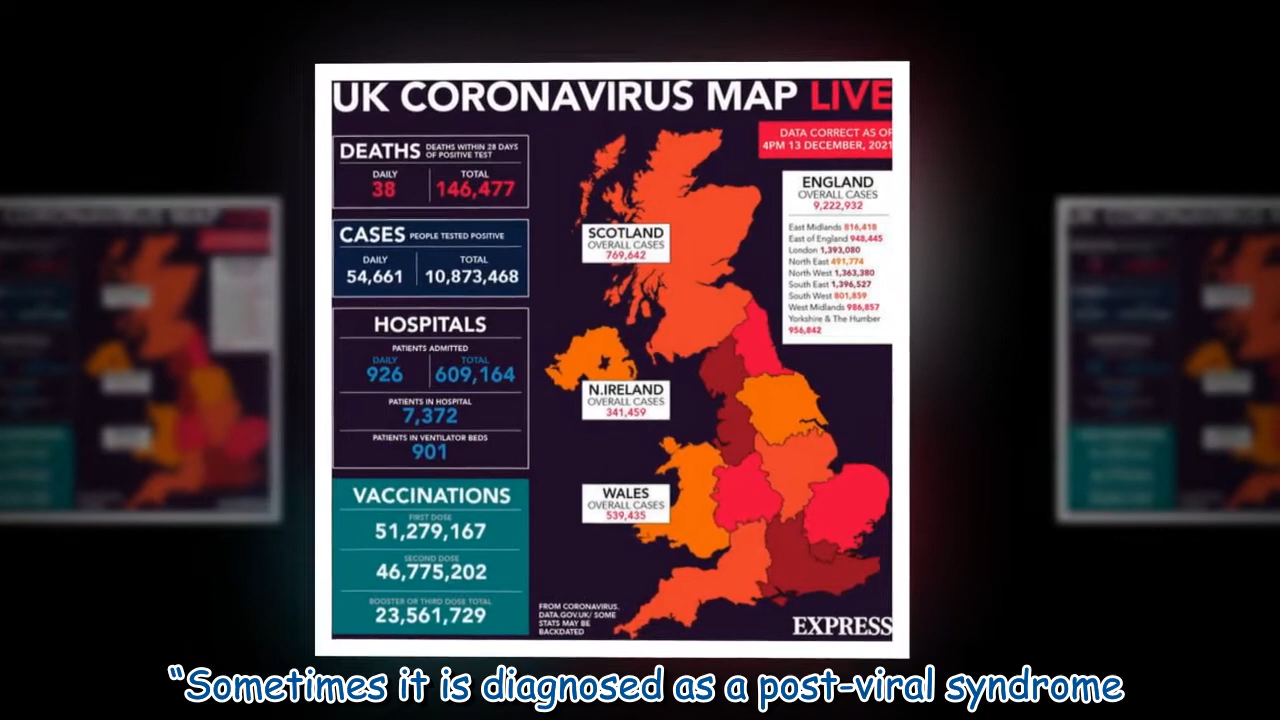 UK CORONAVIRUS MAP LIVE
DATA CORRECT AS OF
4PM 13 DECEMBER, 2021
DEATHS DEATHS WITHIN 28 DAYS
OF POSITIVE TEST
DAILY TOTAL
38 146,477
CASES PEOPLE TESTED POSITIVE
DAILY TOTAL
54,661 10,873,468
HOSPITALS
PATIENTS ADMITTED
DAILY TOTAL
926 609,164
PATIENTS IN HOSPITAL
7,372
PATIENTS IN VENTILATOR BEDS
901
VACCINATIONS
FIRST DOSE
51,279,167
SECOND DOSE
46,775,202
BOOSTER OR THIRD DOSE TOTAL
23,561,729
SCOTLAND
OVERALL CASES
769,642
N.IRELAND
OVERALL CASES
341,459
WALES
OVERALL CASES
539,435
ENGLAND
OVERALL CASES
9,222,932
East Midlands 816,418
East of England 948,445
London 1,393,080
North East 491,774
North West 1,363,380
South East 1,396,527
South West 801,859
West Midlands 986,857
Yorkshire & The Humber
956,842
FROM CORONAVIRUS.
DATA.GOV.UK/ SOME
STATS MAY BE
BACKDATED
EXPRESS
“Sometimes it is diagnosed as a post-viral syndrome